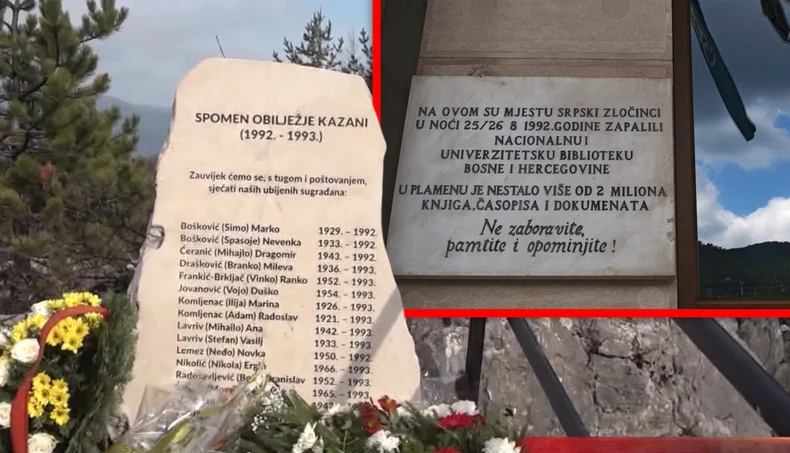 SPOMEN OBILJEŽJE KAZANI
(1992. - 1993.)
Zauvijek ćemo se, s tugom i poštovanjem,
sjećati naših ubijenih sugrađana:
Bošković (Simo) Marko 1929. – 1992.
Bošković (Spasoje) Nevenka 1933. – 1992.
Čeranić (Mihajlo) Dragomir 1943. – 1992.
Drašković (Branko) Mileva 1936. – 1993.
Frankić-Brkljač (Vinko) Ranko 1952. – 1993.
Jovanović (Vojo) Duško 1954. – 1993.
Komljenac (Ilija) Marina 1926. – 1993.
Komljenac (Adam) Radoslav 1921. – 1993.
Lavriv (Mihailo) Ana 1942. – 1993.
Lavriv (Stefan) Vasilj 1933. – 1993.
Lemez (Neđo) Novka 1950. – 1992.
Nikolić (Nikola) Ergin 1966. – 1993.
Radosavljević 1952. – 1993.
1965. – 1993.
NA OVOM SU MJESTU SRPSKI ZLOČINCI
U NOĆI 25/26 8 1992.GODINE ZAPALILI
NACIONALNU I
UNIVERZITETSKU BIBLIOTEKU
BOSNE I HERCEGOVINE
U PLAMENU JE NESTALO VIŠE OD 2 MILIONA
KNJIGA.ČASOPISA I DOKUMENATA
Ne zaboravite,
pamtite i opominjite !